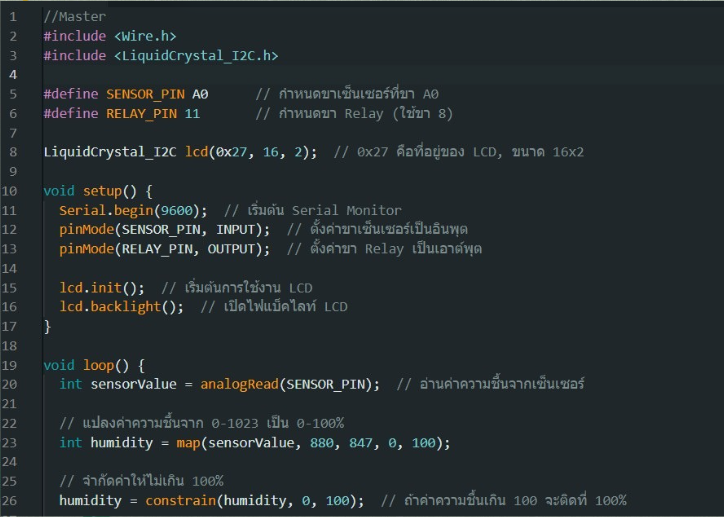 1 //Master
2 #include <Wire.h>
3 #include <LiquidCrystal_I2C.h>
4
5 #define SENSOR_PIN A0 // กำหนดขาเซ็นเซอร์ที่ขา A0
6 #define RELAY_PIN 11 // กำหนดขา Relay (ใช้ขา 8)
7
8 LiquidCrystal_I2C lcd(0x27, 16, 2); // 0x27 คือที่อยู่ของ LCD, ขนาด 16x2
9
10 void setup() {
11 Serial.begin(9600); // เริ่มต้น Serial Monitor
12 pinMode(SENSOR_PIN, INPUT); // ตั้งค่าขาเซ็นเซอร์เป็นอินพุต
13 pinMode(RELAY_PIN, OUTPUT); // ตั้งค่าขา Relay เป็นเอาต์พุต
14
15 lcd.init(); // เริ่มต้นการใช้งาน LCD
16 lcd.backlight(); // เปิดไฟแบ็คไลท์ LCD
17 }
18
19 void loop() {
20 int sensorValue = analogRead(SENSOR_PIN); // อ่านค่าความชื้นจากเซ็นเซอร์
21
22 // แปลงค่าความชื้นจาก 0-1023 เป็น 0-100%
23 int humidity = map(sensorValue, 880, 847, 0, 100);
24
25 // จำกัดค่าให้ไม่เกิน 100%
26 humidity = constrain(humidity, 0, 100); // ถ้าค่าความชื้นเกิน 100 จะติดที่ 100%